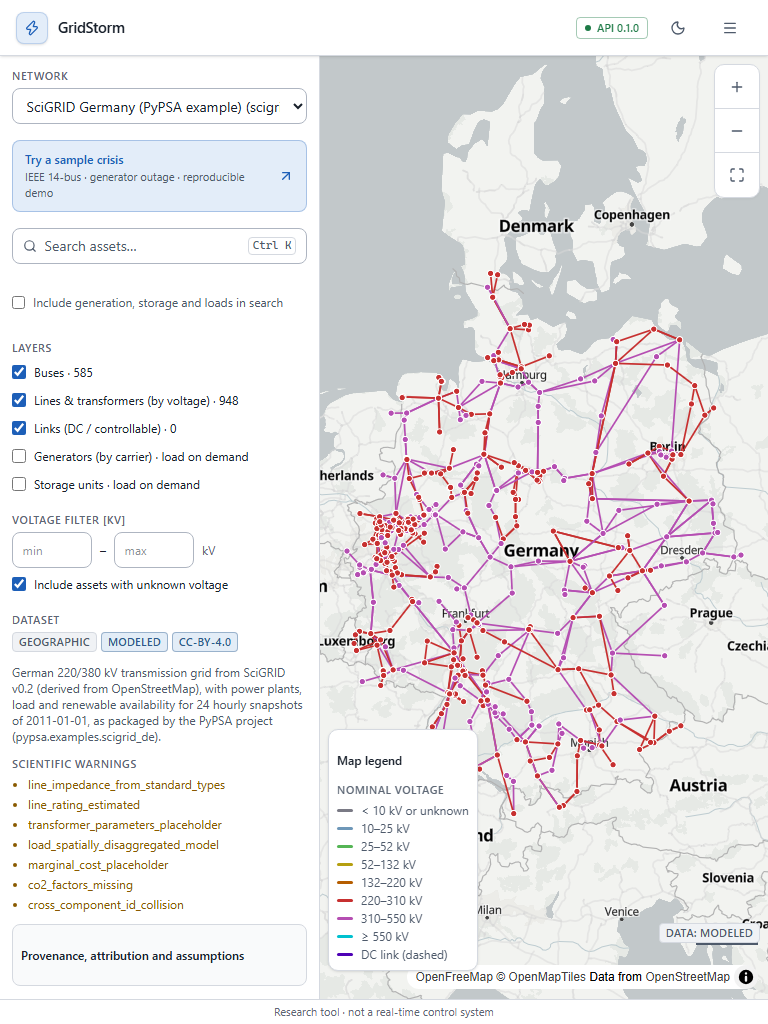 GridStorm
API 0.1.0
NETWORK
SciGRID Germany (PyPSA example) (scigr
Try a sample crisis
IEEE 14-bus · generator outage · reproducible
demo
Search assets...
Ctrl K
Include generation, storage and loads in search
LAYERS
Buses · 585
Lines & transformers (by voltage) · 948
Links (DC / controllable) · 0
Generators (by carrier) · load on demand
Storage units · load on demand
VOLTAGE FILTER [KV]
min
–
max
kV
Include assets with unknown voltage
DATASET
GEOGRAPHIC
MODELED
CC-BY-4.0
German 220/380 kV transmission grid from SciGRID
v0.2 (derived from OpenStreetMap), with power plants,
load and renewable availability for 24 hourly snapshots
of 2011-01-01, as packaged by the PyPSA project
(pypsa.examples.scigrid_de).
SCIENTIFIC WARNINGS
line_impedance_from_standard_types
line_rating_estimated
transformer_parameters_placeholder
load_spatially_disaggregated_model
marginal_cost_placeholder
co2_factors_missing
cross_component_id_collision
Provenance, attribution and assumptions
+
−
Denmark
Copenhagen
Hamburg
Berlin
herlands
Germany
Dresden
Frankfurt
Prague
Luxembourg
Czechi
Munich
Austria
nd
Slovenia
Milan
Venice
Croa
Map legend
NOMINAL VOLTAGE
< 10 kV or unknown
10–25 kV
25–52 kV
52–132 kV
132–220 kV
220–310 kV
310–550 kV
≥ 550 kV
DC link (dashed)
DATA: MODELED
OpenFreeMap © OpenMapTiles Data from OpenStreetMap
Research tool · not a real-time control system